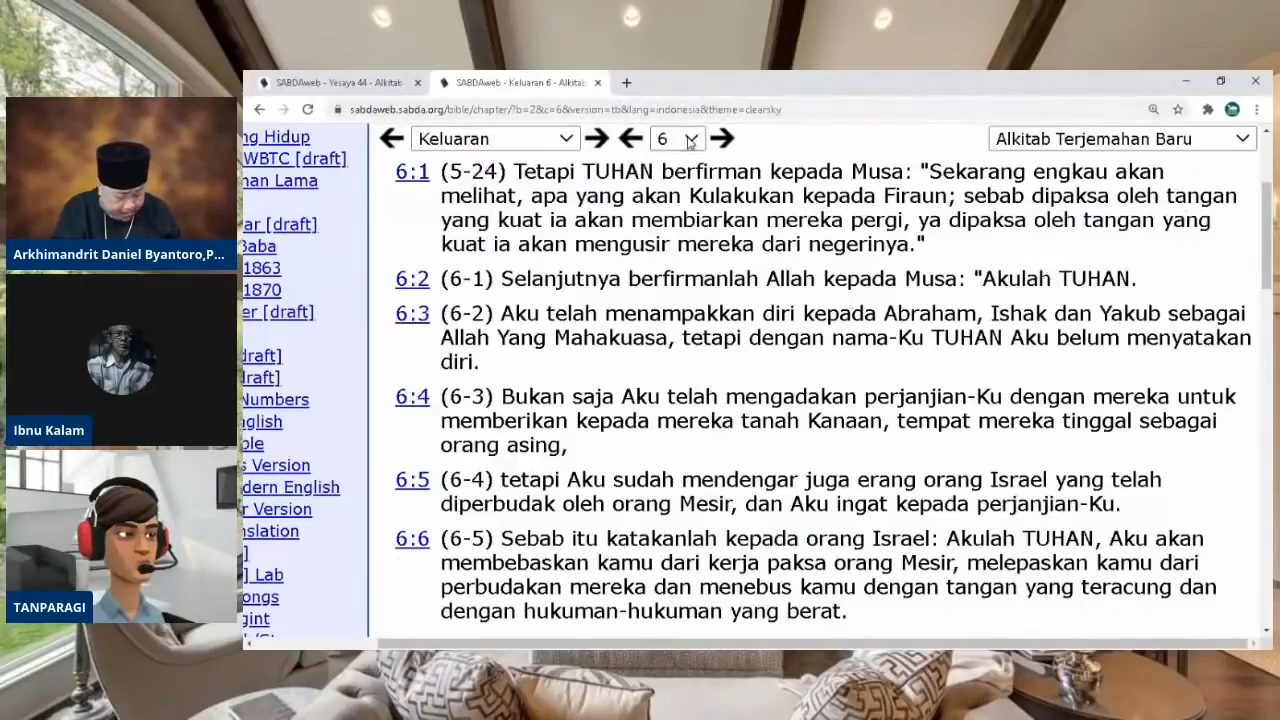 SABDAweb - Yesaya 44 - Alkitab
SABDAweb - Keluaran 6 - Alkitab
sabdaweb.sabda.org/bible/chapter/?b=2&c=6&version=tb&lang=indonesia&theme=clearsky
Keluaran
6
Alkitab Terjemahan Baru
ng Hidup
WBTC [draft]
nan Lama
ar [draft]
Baba
1863
1870
er [draft]
draft]
raft]
Numbers
nglish
ble
s Version
dern English
r Version
nslation
]
] Lab
ongs
gint
6:1 (5-24) Tetapi TUHAN berfirman kepada Musa: "Sekarang engkau akan
melihat, apa yang akan Kulakukan kepada Firaun; sebab dipaksa oleh tangan
yang kuat ia akan membiarkan mereka pergi, ya dipaksa oleh tangan yang
kuat ia akan mengusir mereka dari negerinya."
6:2 (6-1) Selanjutnya berfirmanlah Allah kepada Musa: "Akulah TUHAN.
6:3 (6-2) Aku telah menampakkan diri kepada Abraham, Ishak dan Yakub sebagai
Allah Yang Mahakuasa, tetapi dengan nama-Ku TUHAN Aku belum menyatakan
diri.
6:4 (6-3) Bukan saja Aku telah mengadakan perjanjian-Ku dengan mereka untuk
memberikan kepada mereka tanah Kanaan, tempat mereka tinggal sebagai
orang asing,
6:5 (6-4) tetapi Aku sudah mendengar juga erang orang Israel yang telah
diperbudak oleh orang Mesir, dan Aku ingat kepada perjanjian-Ku.
6:6 (6-5) Sebab itu katakanlah kepada orang Israel: Akulah TUHAN, Aku akan
membebaskan kamu dari kerja paksa orang Mesir, melepaskan kamu dari
perbudakan mereka dan menebus kamu dengan tangan yang teracung dan
dengan hukuman-hukuman yang berat.
Arkhimandrit Daniel Byantoro,P...
Ibnu Kalam
TANPARAGI